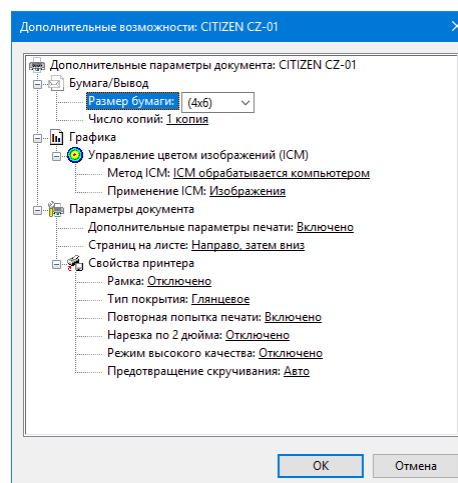 Дополнительные возможности: CITIZEN CZ-01
Дополнительные параметры документа: CITIZEN CZ-01
Бумага/Вывод
Размер бумаги: (4x6)
Число копий: 1 копия
Графика
Управление цветом изображений (ICM)
Метод ICM: ICM обрабатывается компьютером
Применение ICM: Изображения
Параметры документа
Дополнительные параметры печати: Включено
Страниц на листе: Направо, затем вниз
Свойства принтера
Рамка: Отключено
Тип покрытия: Глянцевое
Повторная попытка печати: Включено
Нарезка по 2 дюйма: Отключено
Режим высокого качества: Отключено
Предотвращение скручивания: Авто
OK Отмена